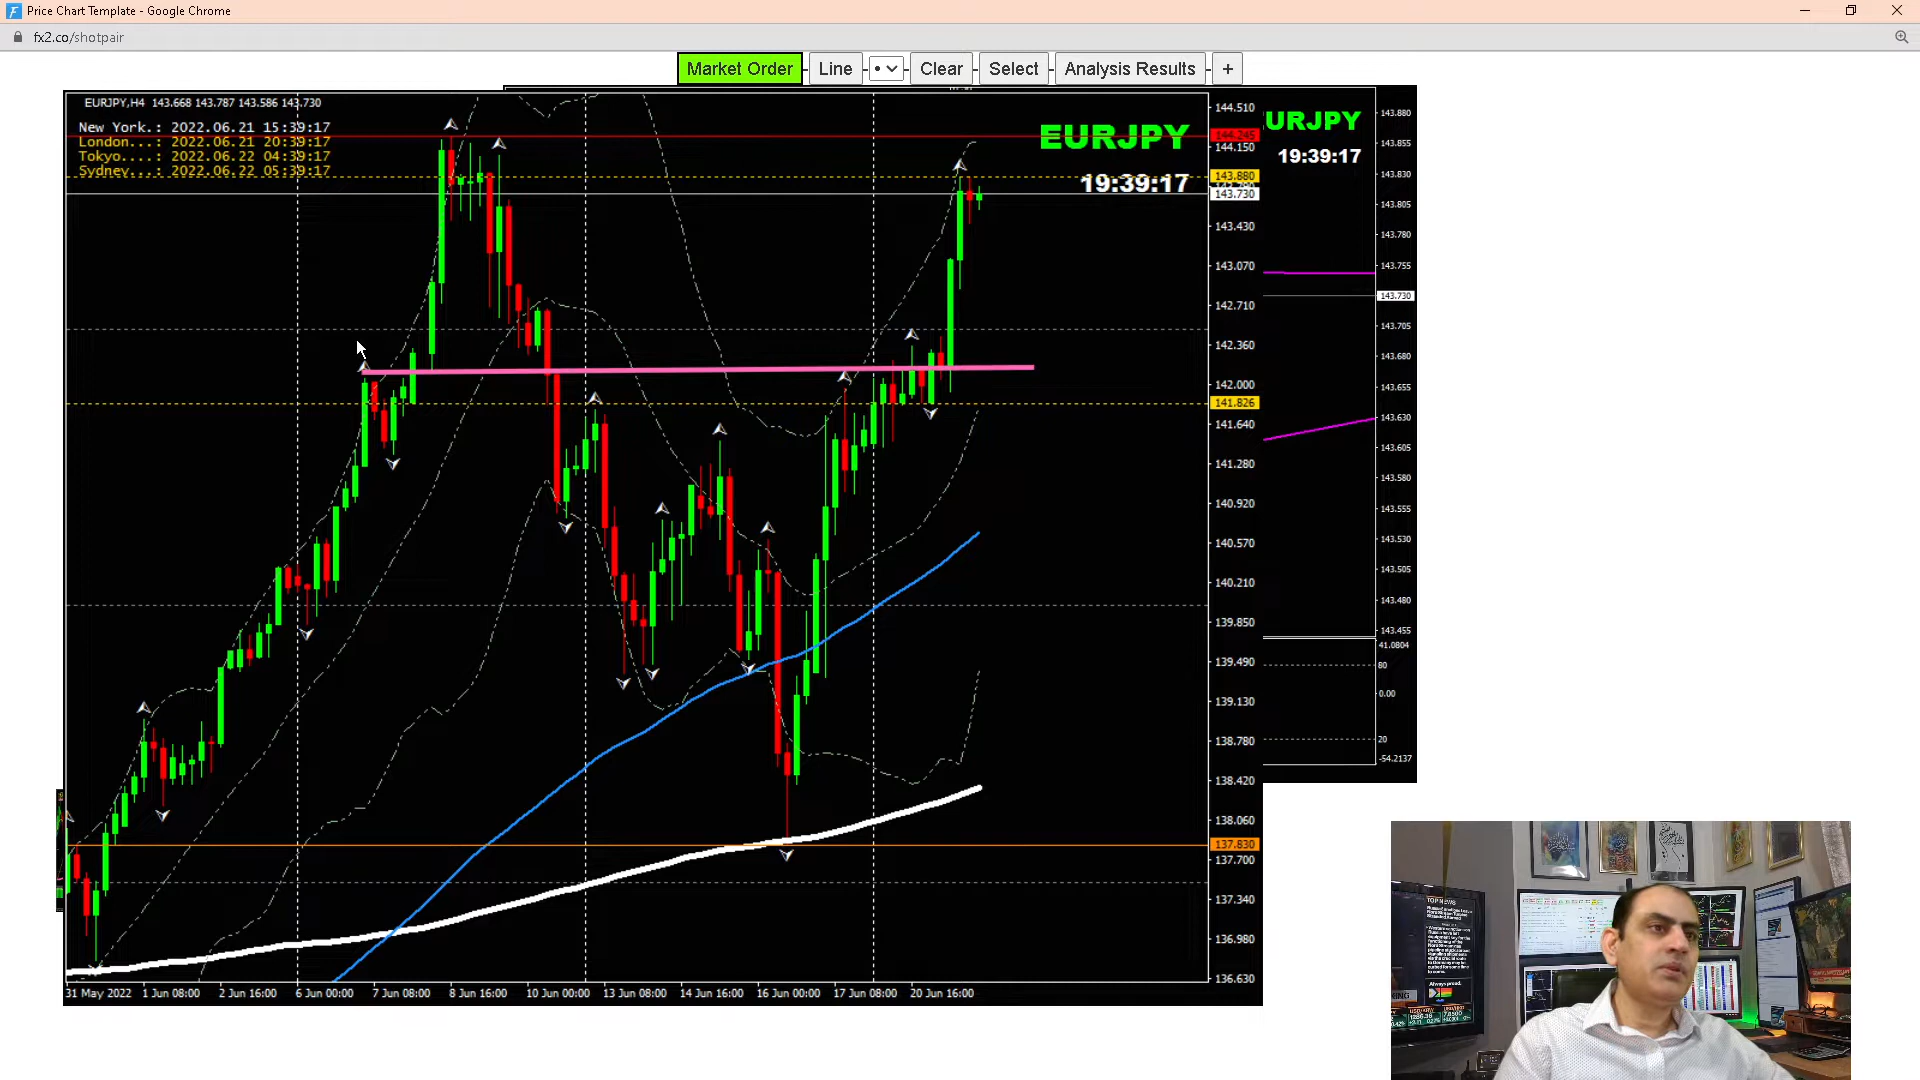 Price Chart Template - Google Chrome
fx2.co/shotpair
Market Order
Line
Clear
Select
Analysis Results
+
EURJPY,H4 143.668 143.787 143.586 143.730
New York.: 2022.06.21 15:39:17
London...: 2022.06.21 20:39:17
Tokyo....: 2022.06.22 04:39:17
Sydney...: 2022.06.22 05:39:17
EURJPY
19:39:17
144.510
144.245
144.150
143.880
143.730
143.430
143.070
142.710
142.360
142.000
141.826
141.640
141.280
140.920
140.570
140.210
139.850
139.490
139.130
138.780
138.420
138.060
137.830
137.700
137.340
136.980
136.630
31 May 2022
1 Jun 08:00
2 Jun 16:00
6 Jun 00:00
7 Jun 08:00
8 Jun 16:00
10 Jun 00:00
13 Jun 08:00
14 Jun 16:00
16 Jun 00:00
17 Jun 08:00
20 Jun 16:00
URJPY
19:39:17
143.880
143.855
143.830
143.805
143.780
143.755
143.730
143.705
143.680
143.655
143.630
143.605
143.580
143.555
143.530
143.505
143.480
143.455
41.0804
80
0.00
20
-54.2137
TOP NEWS
Always proud.